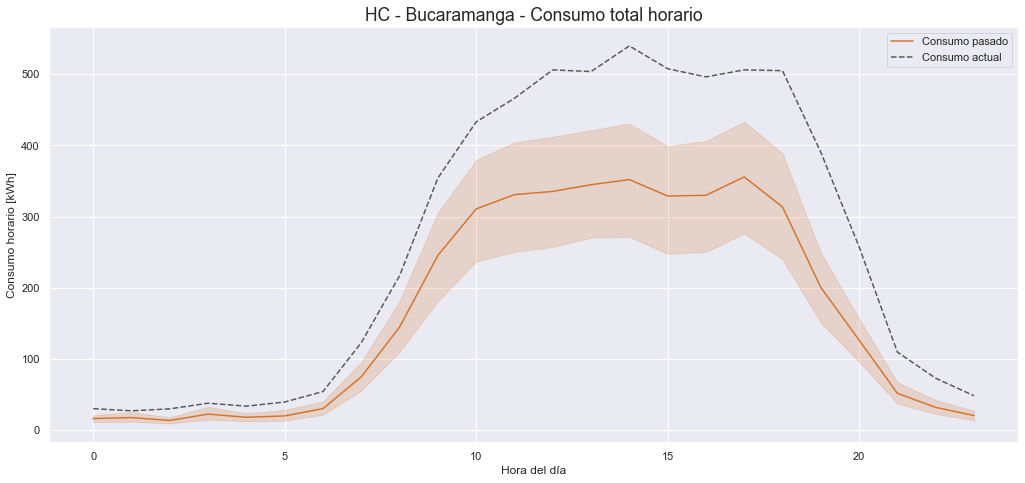 HC - Bucaramanga - Consumo total horario
Consumo pasado
Consumo actual
Consumo horario [kWh]
500
400
300
200
100
0
0
5
10
15
20
Hora del día